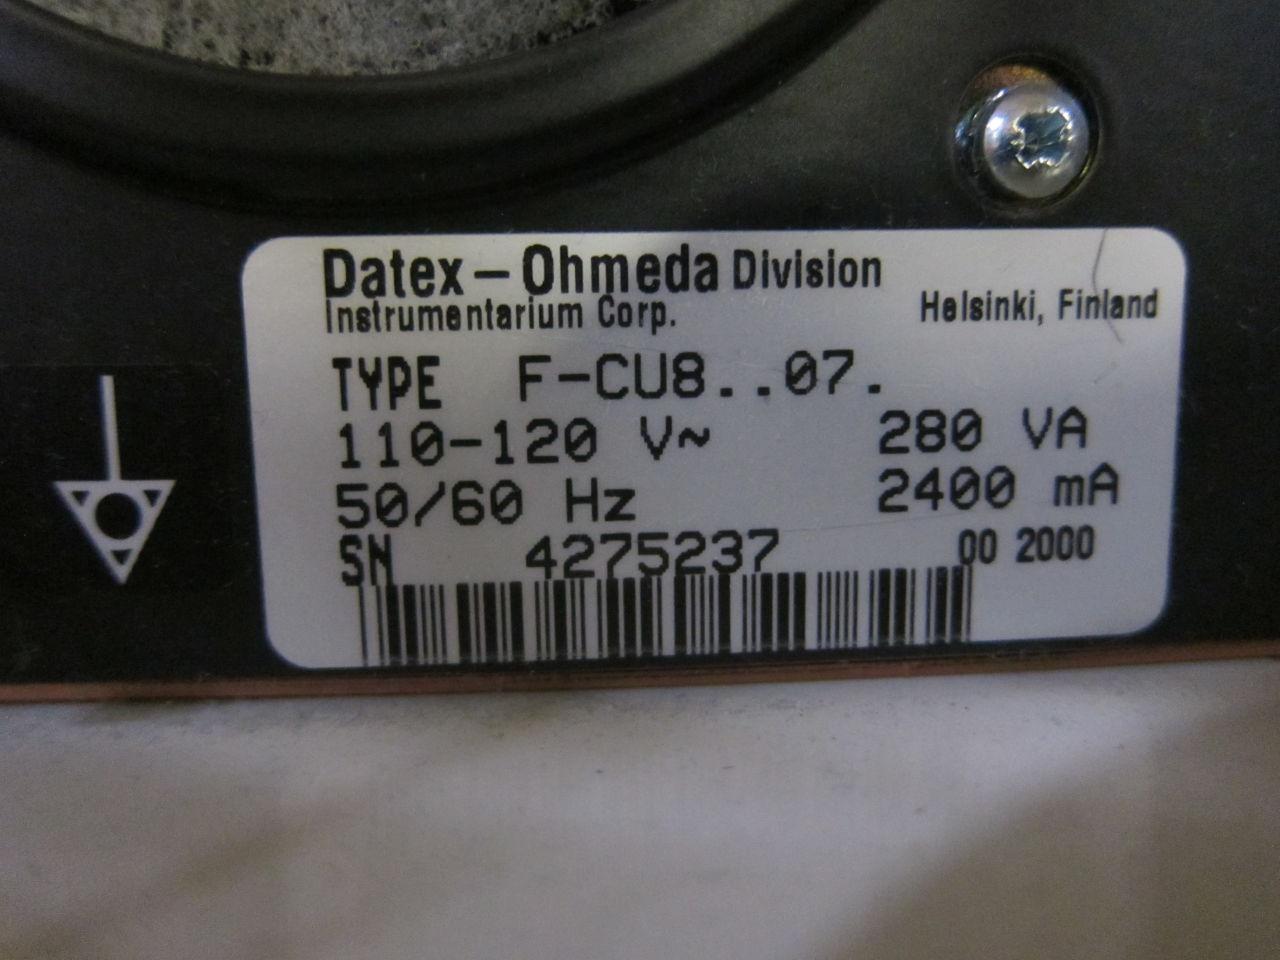 Datex – Ohmeda Division
Instrumentarium Corp. Helsinki, Finland
TYPE F-CU8..07.
110-120 V~ 280 VA
50/60 Hz 2400 mA
SN 4275237 00 2000